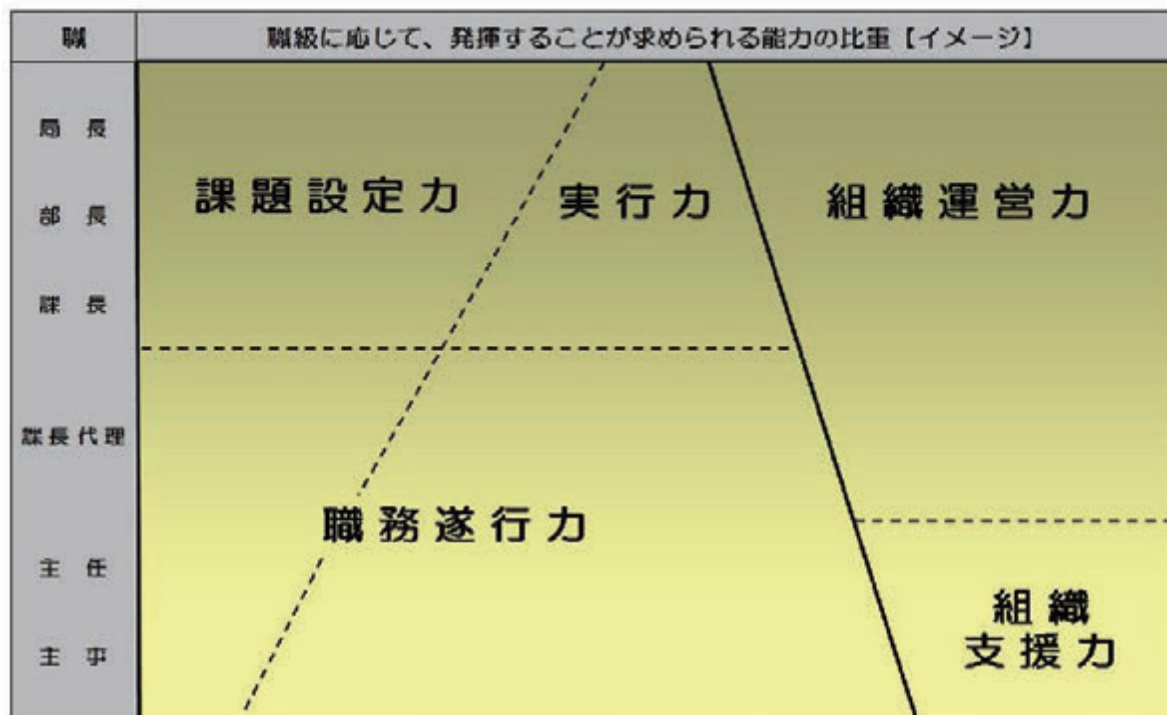 職
職級に応じて、発揮することが求められる能力の比重【イメージ】
局 長
部 長
課 長
課長代理
主 任
主 事
課題設定力
実行力
組織運営力
職務遂行力
組織
支援力